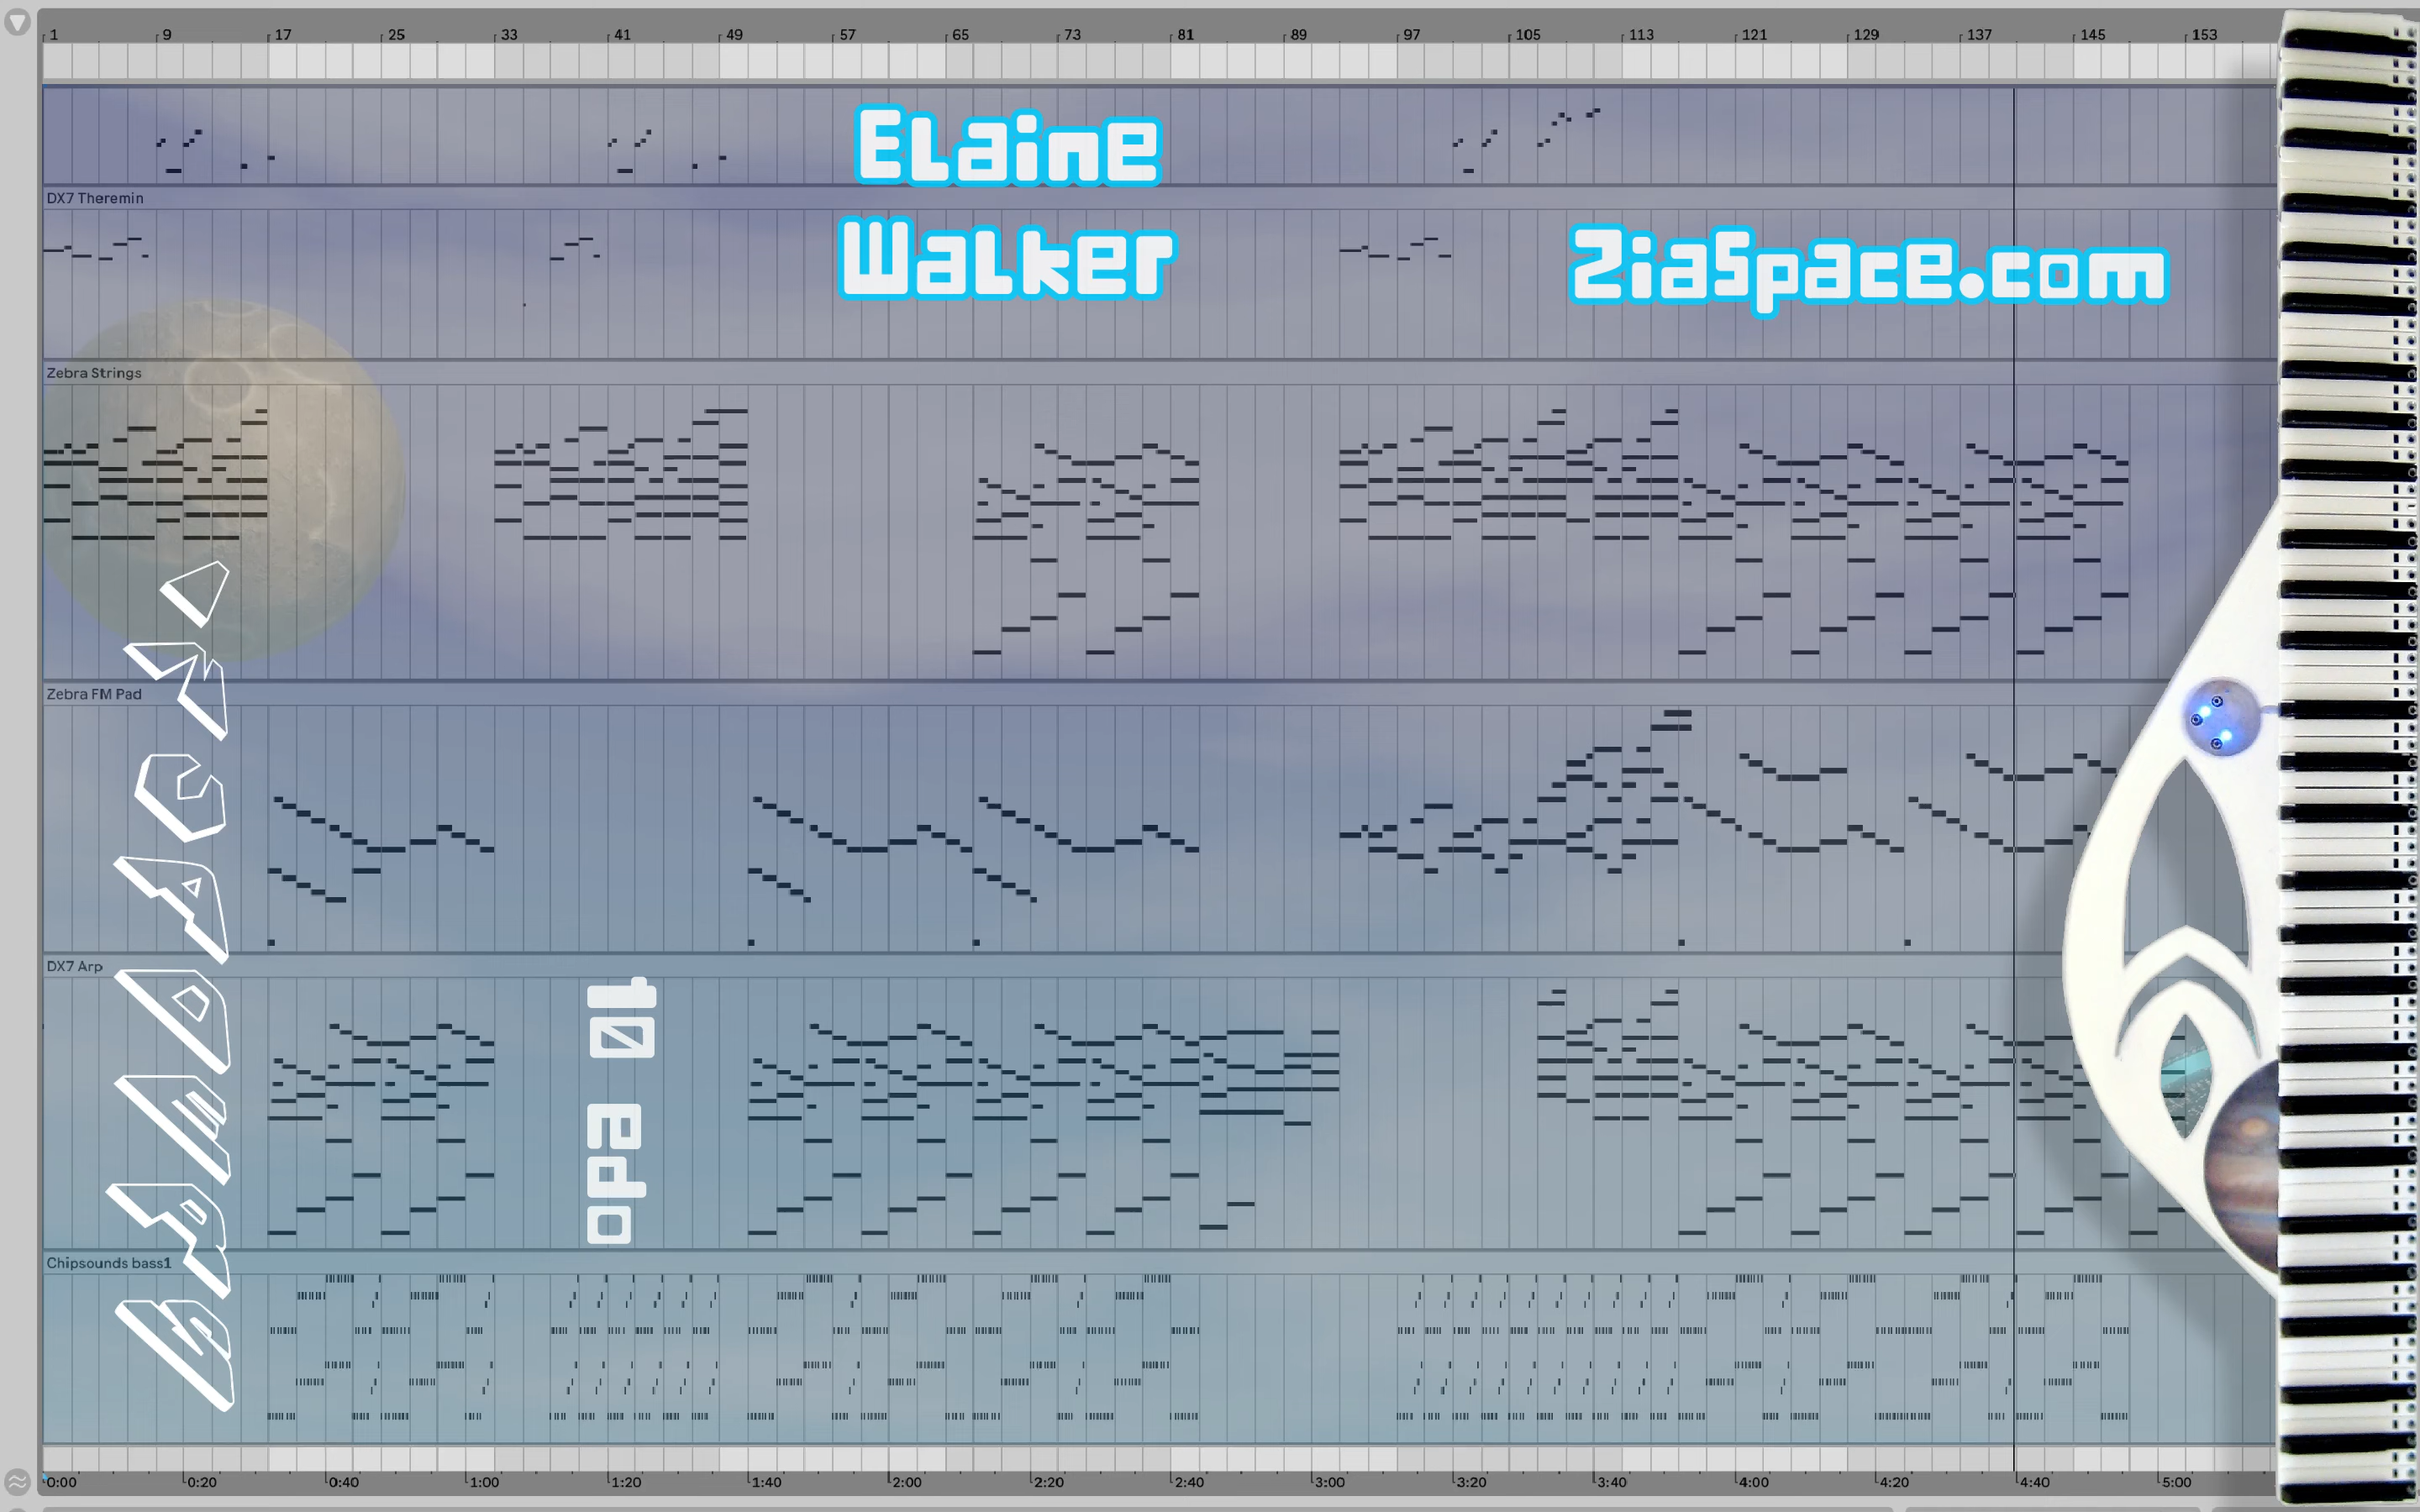 1 9 17 25 33 41 49 57 65 73 81 89 97 105 113 121 129 137 145 153
Elaine
Walker
ZiaSpace.com
DX7 Theremin
Zebra Strings
Zebra FM Pad
DX7 Arp
opa 01
Chipsounds bass1
0:00 0:20 0:40 1:00 1:20 1:40 2:00 2:20 2:40 3:00 3:20 3:40 4:00 4:20 4:40 5:00